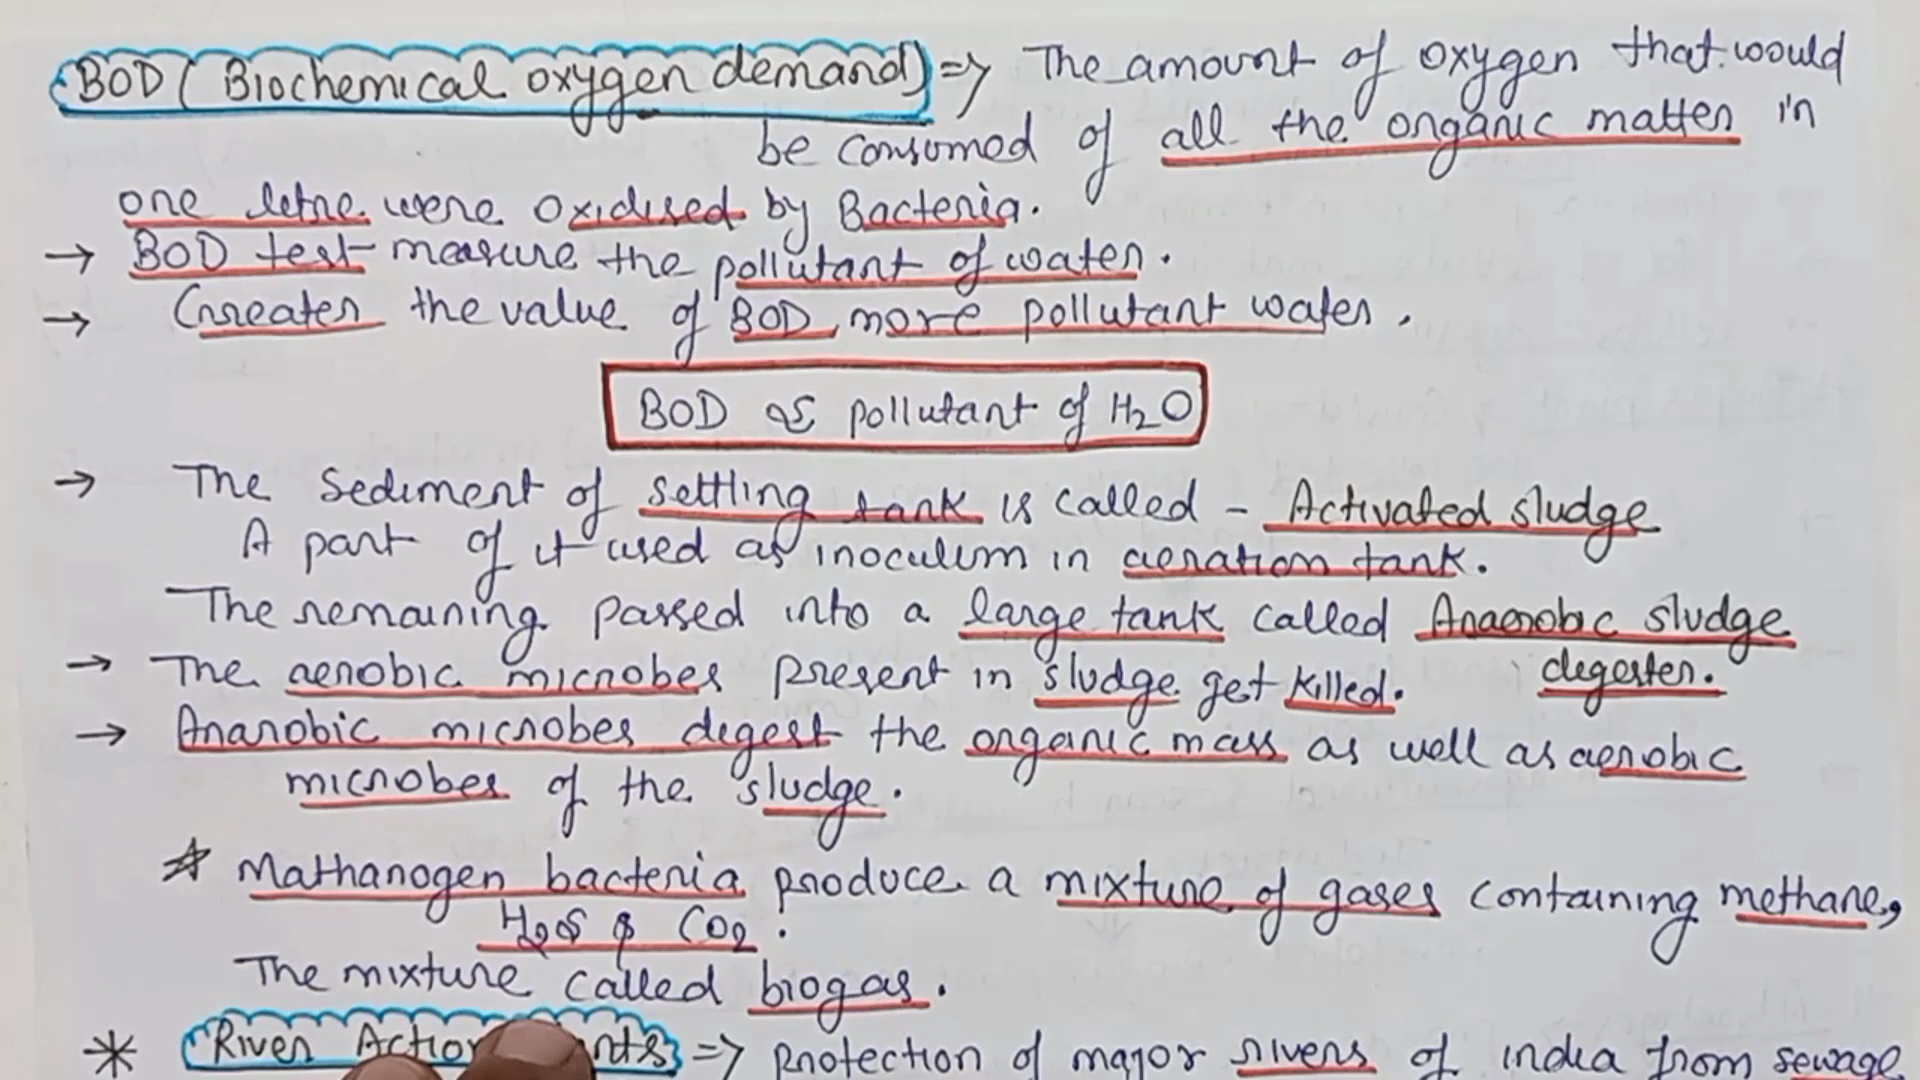 BOD ( Biochemical oxygen demand) => The amount of oxygen that would
be consumed of all the organic matter in
one letre were oxidised by Bacteria.
→ BOD test measure the pollutant of water.
→ Greater the value of BOD, more pollutant water.
BOD ∝ pollutant of H2O
→ The Sediment of settling tank is called - Activated sludge
A part of it used as inoculum in aeration tank.
The remaining passed into a large tank called Anaerobic sludge
digester.
→ The aerobic microbes present in sludge get killed.
→ Anarobic microbes digest the organic mass as well as aerobic
microbes of the sludge.
☆ Mathanogen bacteria produce a mixture of gases containing methane,
H2S & CO2.
The mixture called biogas.
* River Action => protection of major rivers of india from sewage